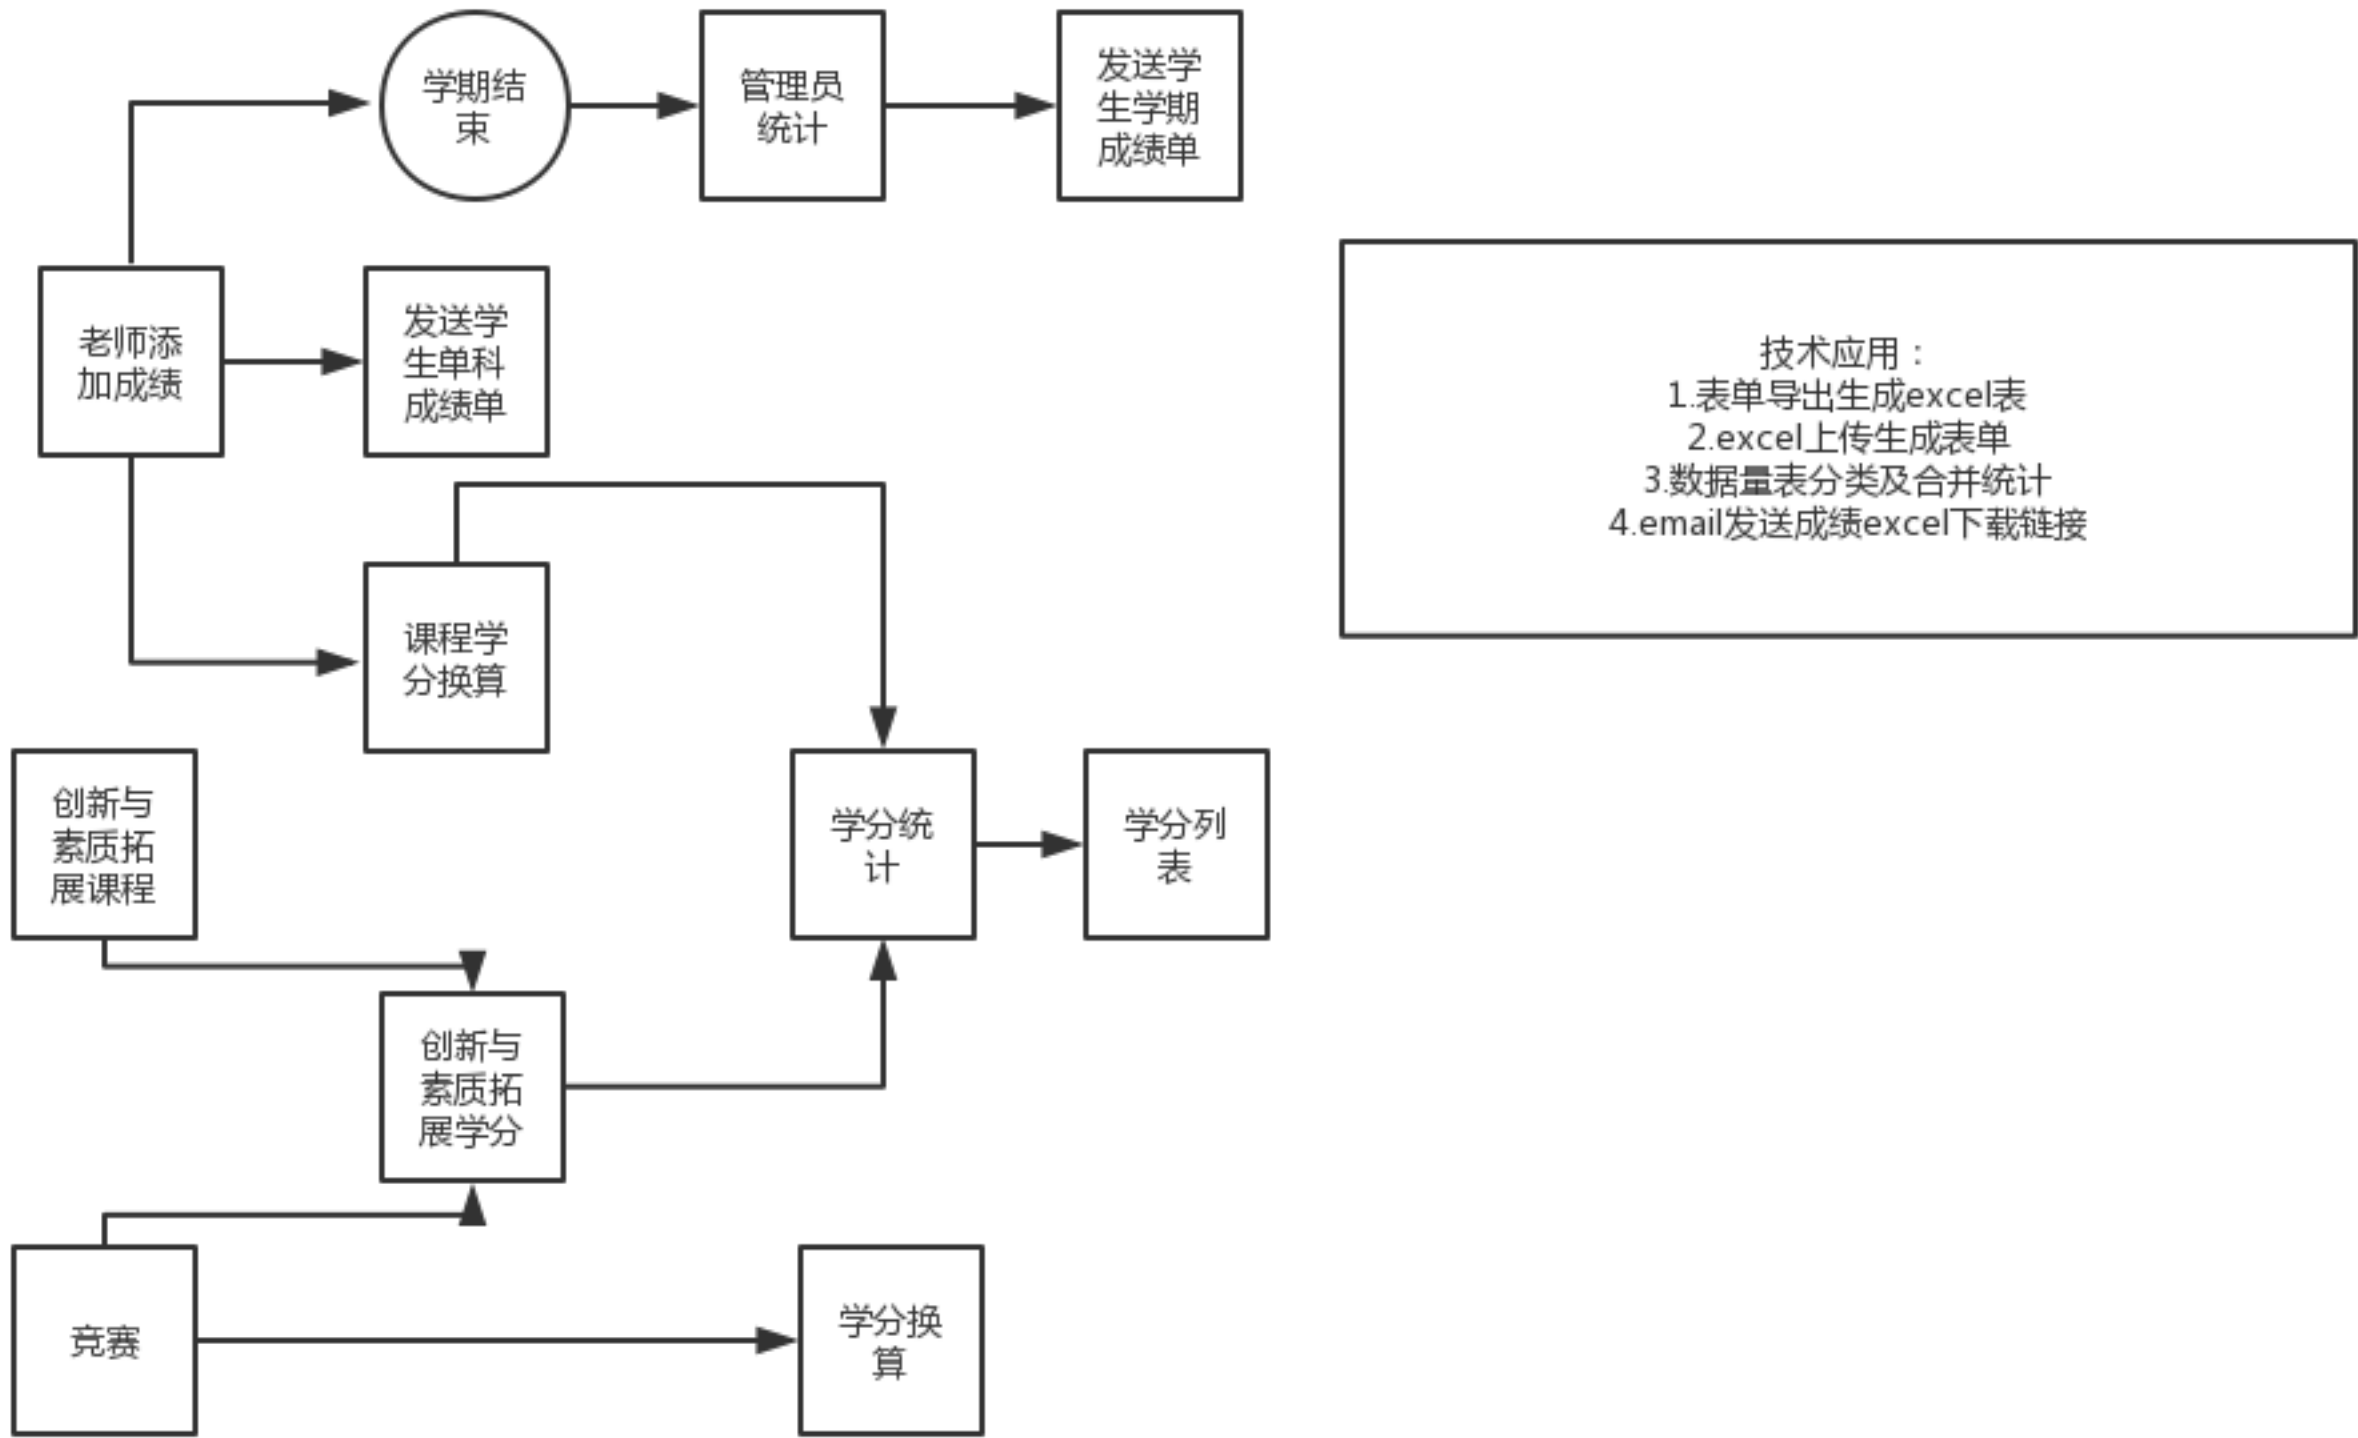 学期结
束
管理员
统计
发送学
生学期
成绩单
老师添
加成绩
发送学
生单科
成绩单
技术应用：
1.表单导出生成excel表
2.excel上传生成表单
3.数据量表分类及合并统计
4.email发送成绩excel下载链接
课程学
分换算
创新与
素质拓
展课程
学分统
计
学分列
表
创新与
素质拓
展学分
竞赛
学分换
算